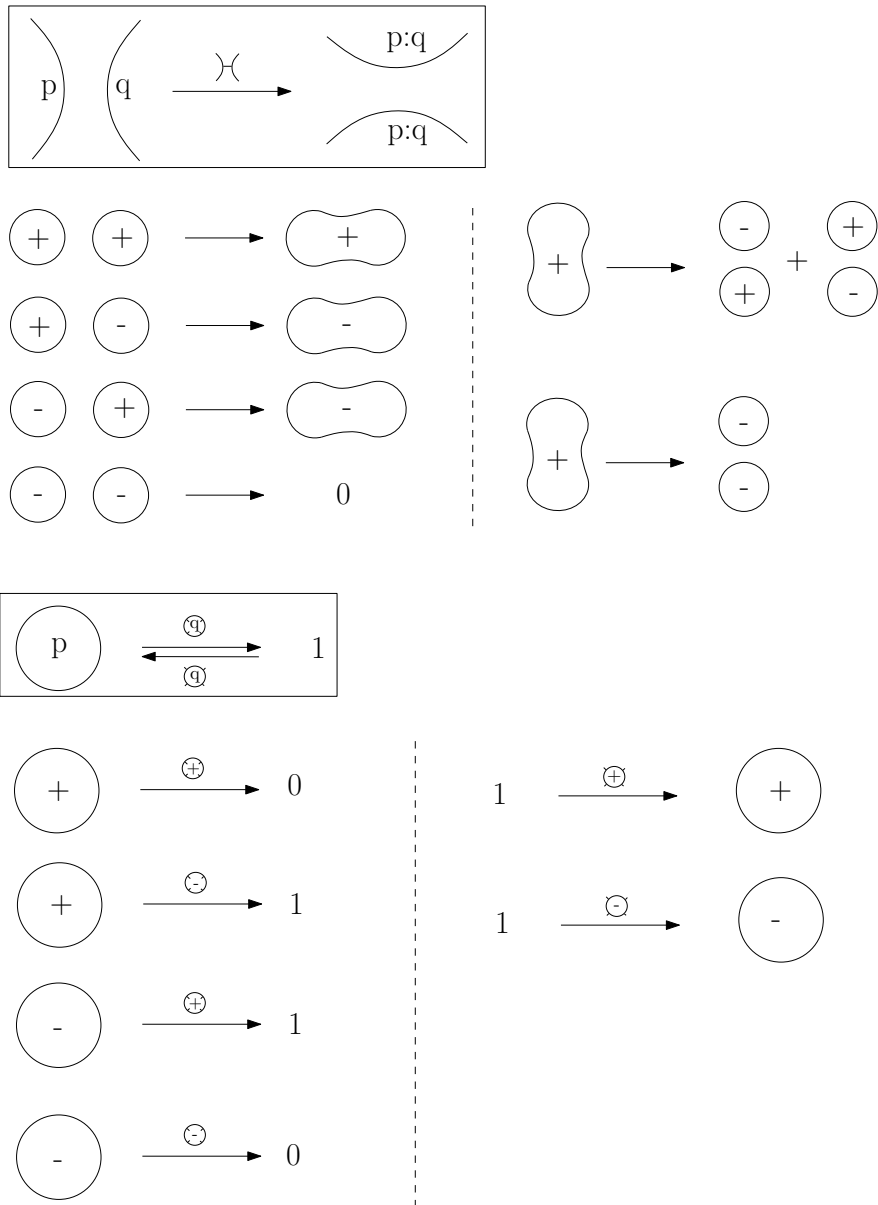 p q p:q
p:q
+ + +
+ - -
- + -
- - 0
+ - + +
+ -
+ -
-
p q 1
q
+ + 0
+ - 1
- + 1
- - 0
1 + +
1 - -